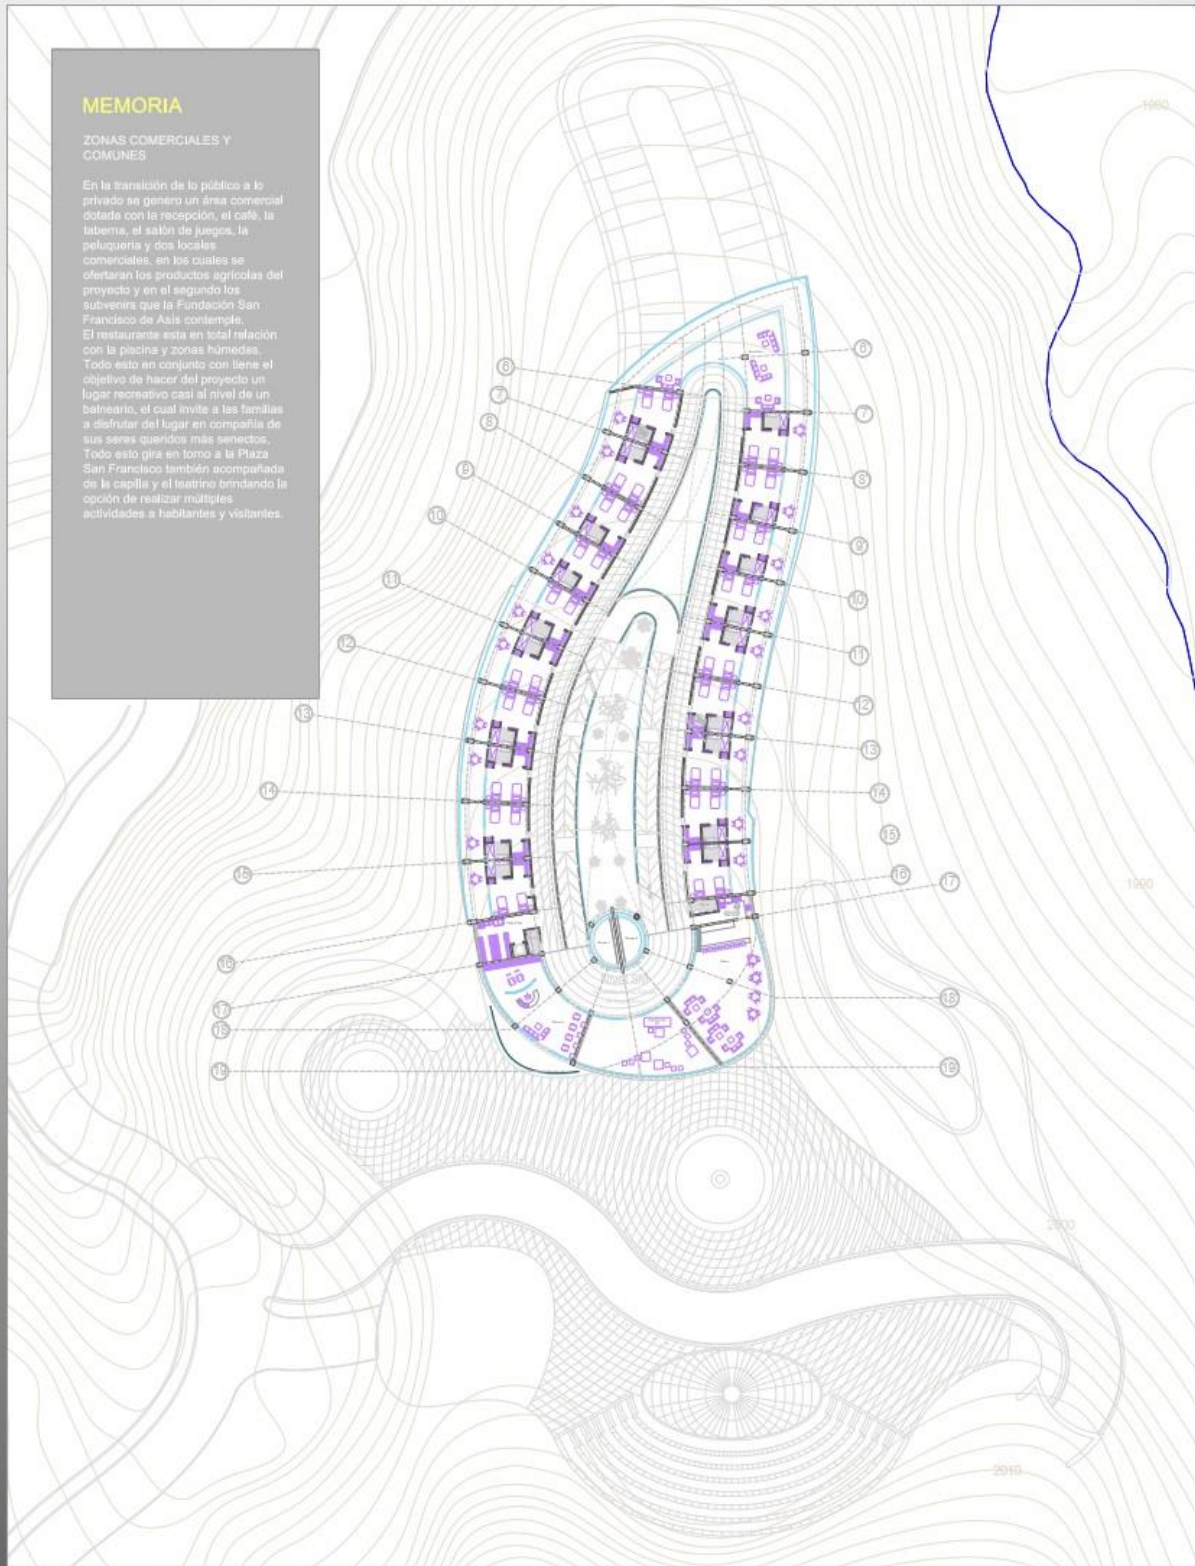 MEMORIA
ZONAS COMERCIALES Y
COMUNES
En la transición de lo público a lo
privado se genero un área comercial
dotada con la recepción, el café, la
taberna, el salón de juegos, la
peluquería y dos locales
comerciales, en los cuales se
ofertaran los productos agrícolas del
proyecto y en el segundo los
subvenirs que la Fundación San
Francisco de Asís contemple.
El restaurante esta en total relación
con la piscina y zonas húmedas.
Todo esto en conjunto con tiene el
objetivo de hacer del proyecto un
lugar recreativo casi al nivel de un
balneario, el cual invite a las familias
a disfrutar del lugar en compañía de
sus seres queridos más senectos.
Todo esto gira en torno a la Plaza
San Francisco también acompañada
de la capilla y el teatrino brindando la
opción de realizar múltiples
actividades a habitantes y visitantes.
1980
6
6
7
7
8
8
9
9
10
10
11
11
12
12
13
13
14
14
15
15
16
17
1990
16
17
18
18
19
19
2000
2010